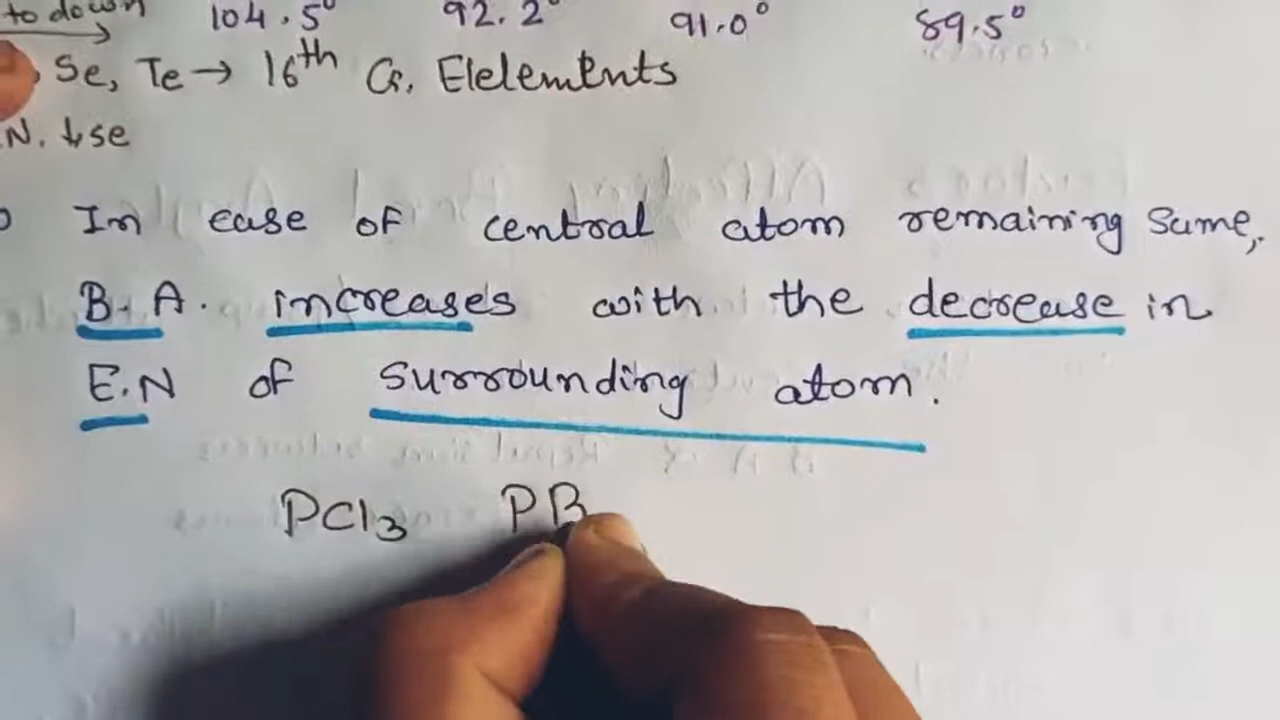 to down 104.5° 92.2° 91.0° 89.5°
, Se, Te → 16th G. Elelements
N. ↓se
In case of central atom remaining same,
B.A. increases with the decrease in
E.N of surrounding atom.
PCl3 PB